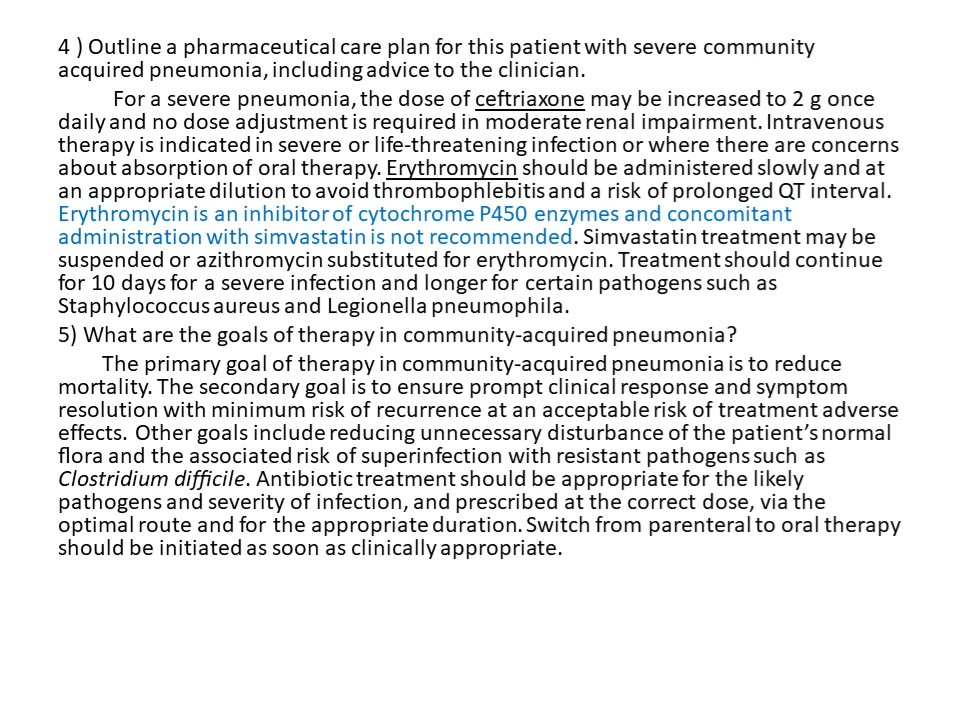 4 ) Outline a pharmaceutical care plan for this patient with severe community
acquired pneumonia, including advice to the clinician.
For a severe pneumonia, the dose of ceftriaxone may be increased to 2 g once
daily and no dose adjustment is required in moderate renal impairment. Intravenous
therapy is indicated in severe or life-threatening infection or where there are concerns
about absorption of oral therapy. Erythromycin should be administered slowly and at
an appropriate dilution to avoid thrombophlebitis and a risk of prolonged QT interval.
Erythromycin is an inhibitor of cytochrome P450 enzymes and concomitant
administration with simvastatin is not recommended. Simvastatin treatment may be
suspended or azithromycin substituted for erythromycin. Treatment should continue
for 10 days for a severe infection and longer for certain pathogens such as
Staphylococcus aureus and Legionella pneumophila.
5) What are the goals of therapy in community-acquired pneumonia?
The primary goal of therapy in community-acquired pneumonia is to reduce
mortality. The secondary goal is to ensure prompt clinical response and symptom
resolution with minimum risk of recurrence at an acceptable risk of treatment adverse
effects. Other goals include reducing unnecessary disturbance of the patient’s normal
flora and the associated risk of superinfection with resistant pathogens such as
Clostridium difficile. Antibiotic treatment should be appropriate for the likely
pathogens and severity of infection, and prescribed at the correct dose, via the
optimal route and for the appropriate duration. Switch from parenteral to oral therapy
should be initiated as soon as clinically appropriate.